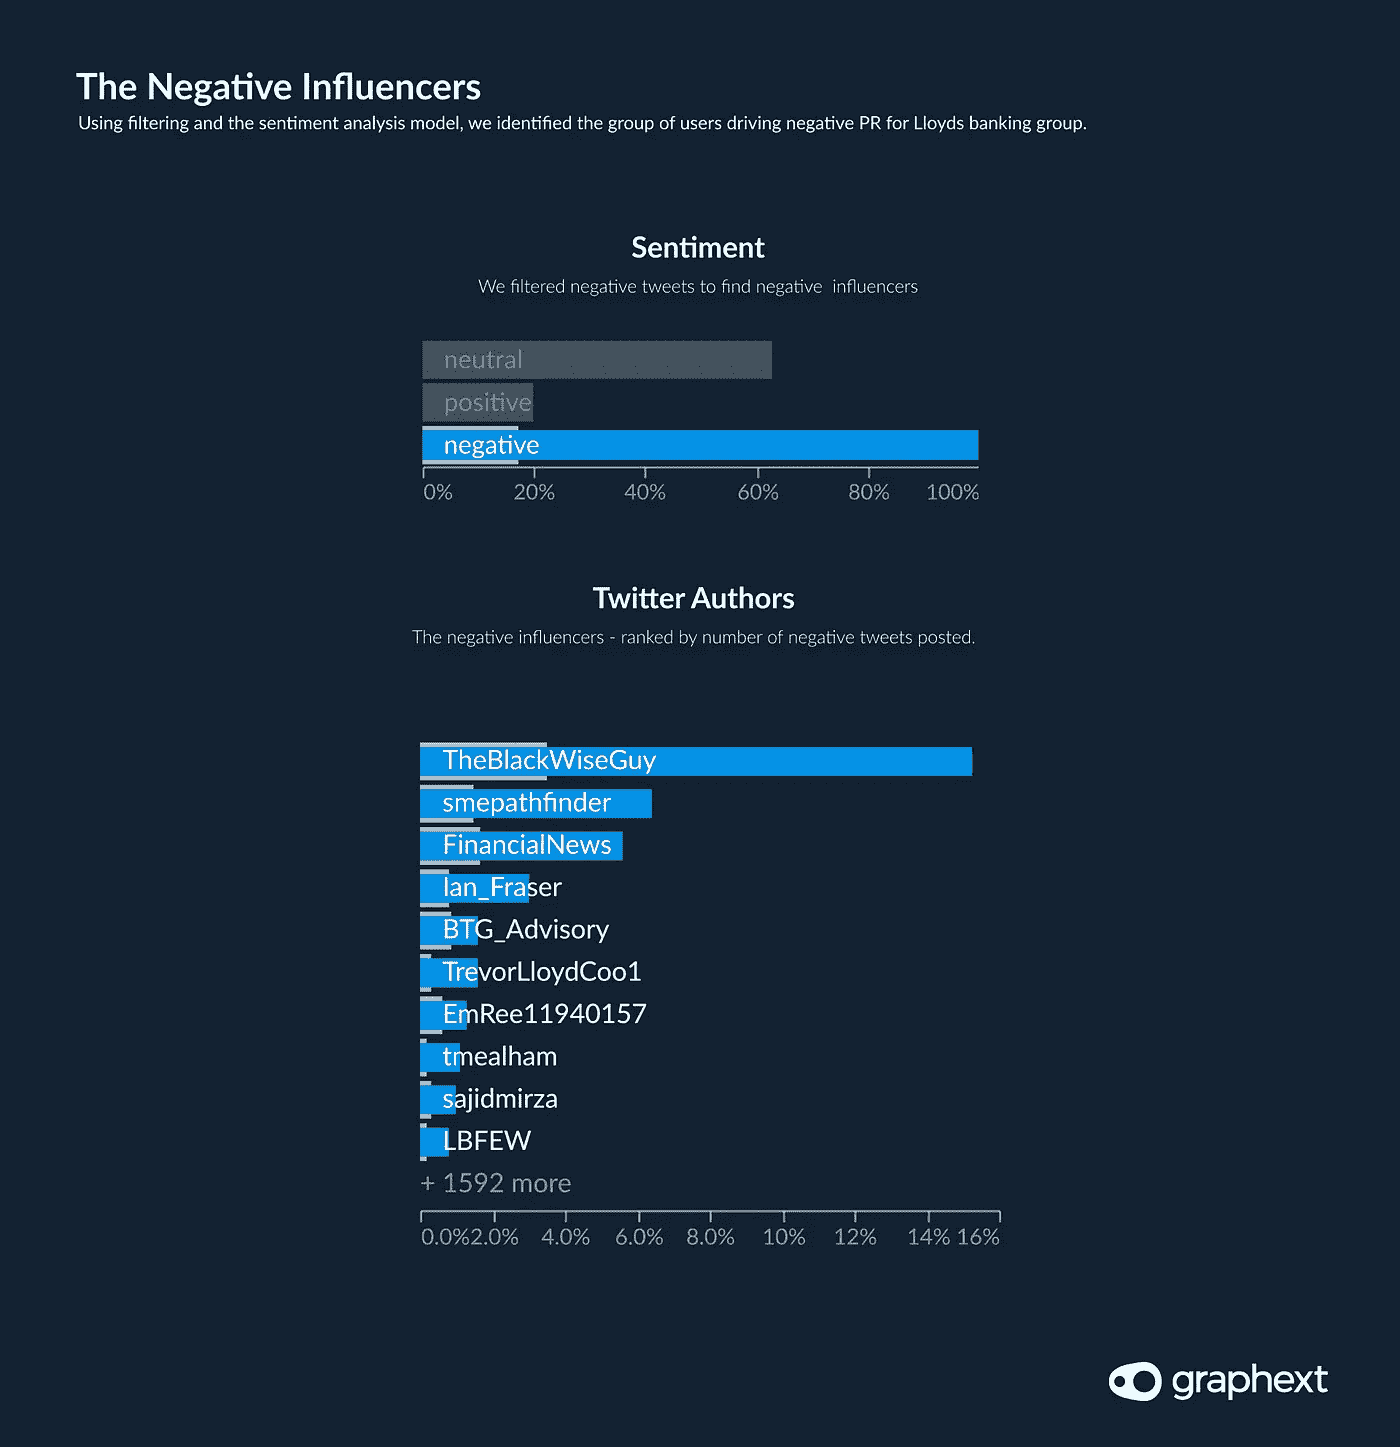 The Negative Influencers
Using filtering and the sentiment analysis model, we identified the group of users driving negative PR for Lloyds banking group.
Sentiment
We filtered negative tweets to find negative  influencers
neutral
positive
negative
0% 20% 40% 60% 80% 100%
Twitter Authors
The negative influencers - ranked by number of negative tweets posted.
TheBlackWiseGuy
smepathfinder
FinancialNews
Ian_Fraser
BTG_Advisory
TrevorLloydCoo1
EmRee11940157
tmealham
sajidmirza
LBFEW
+ 1592 more
0.0% 2.0% 4.0% 6.0% 8.0% 10% 12% 14% 16%
graphext